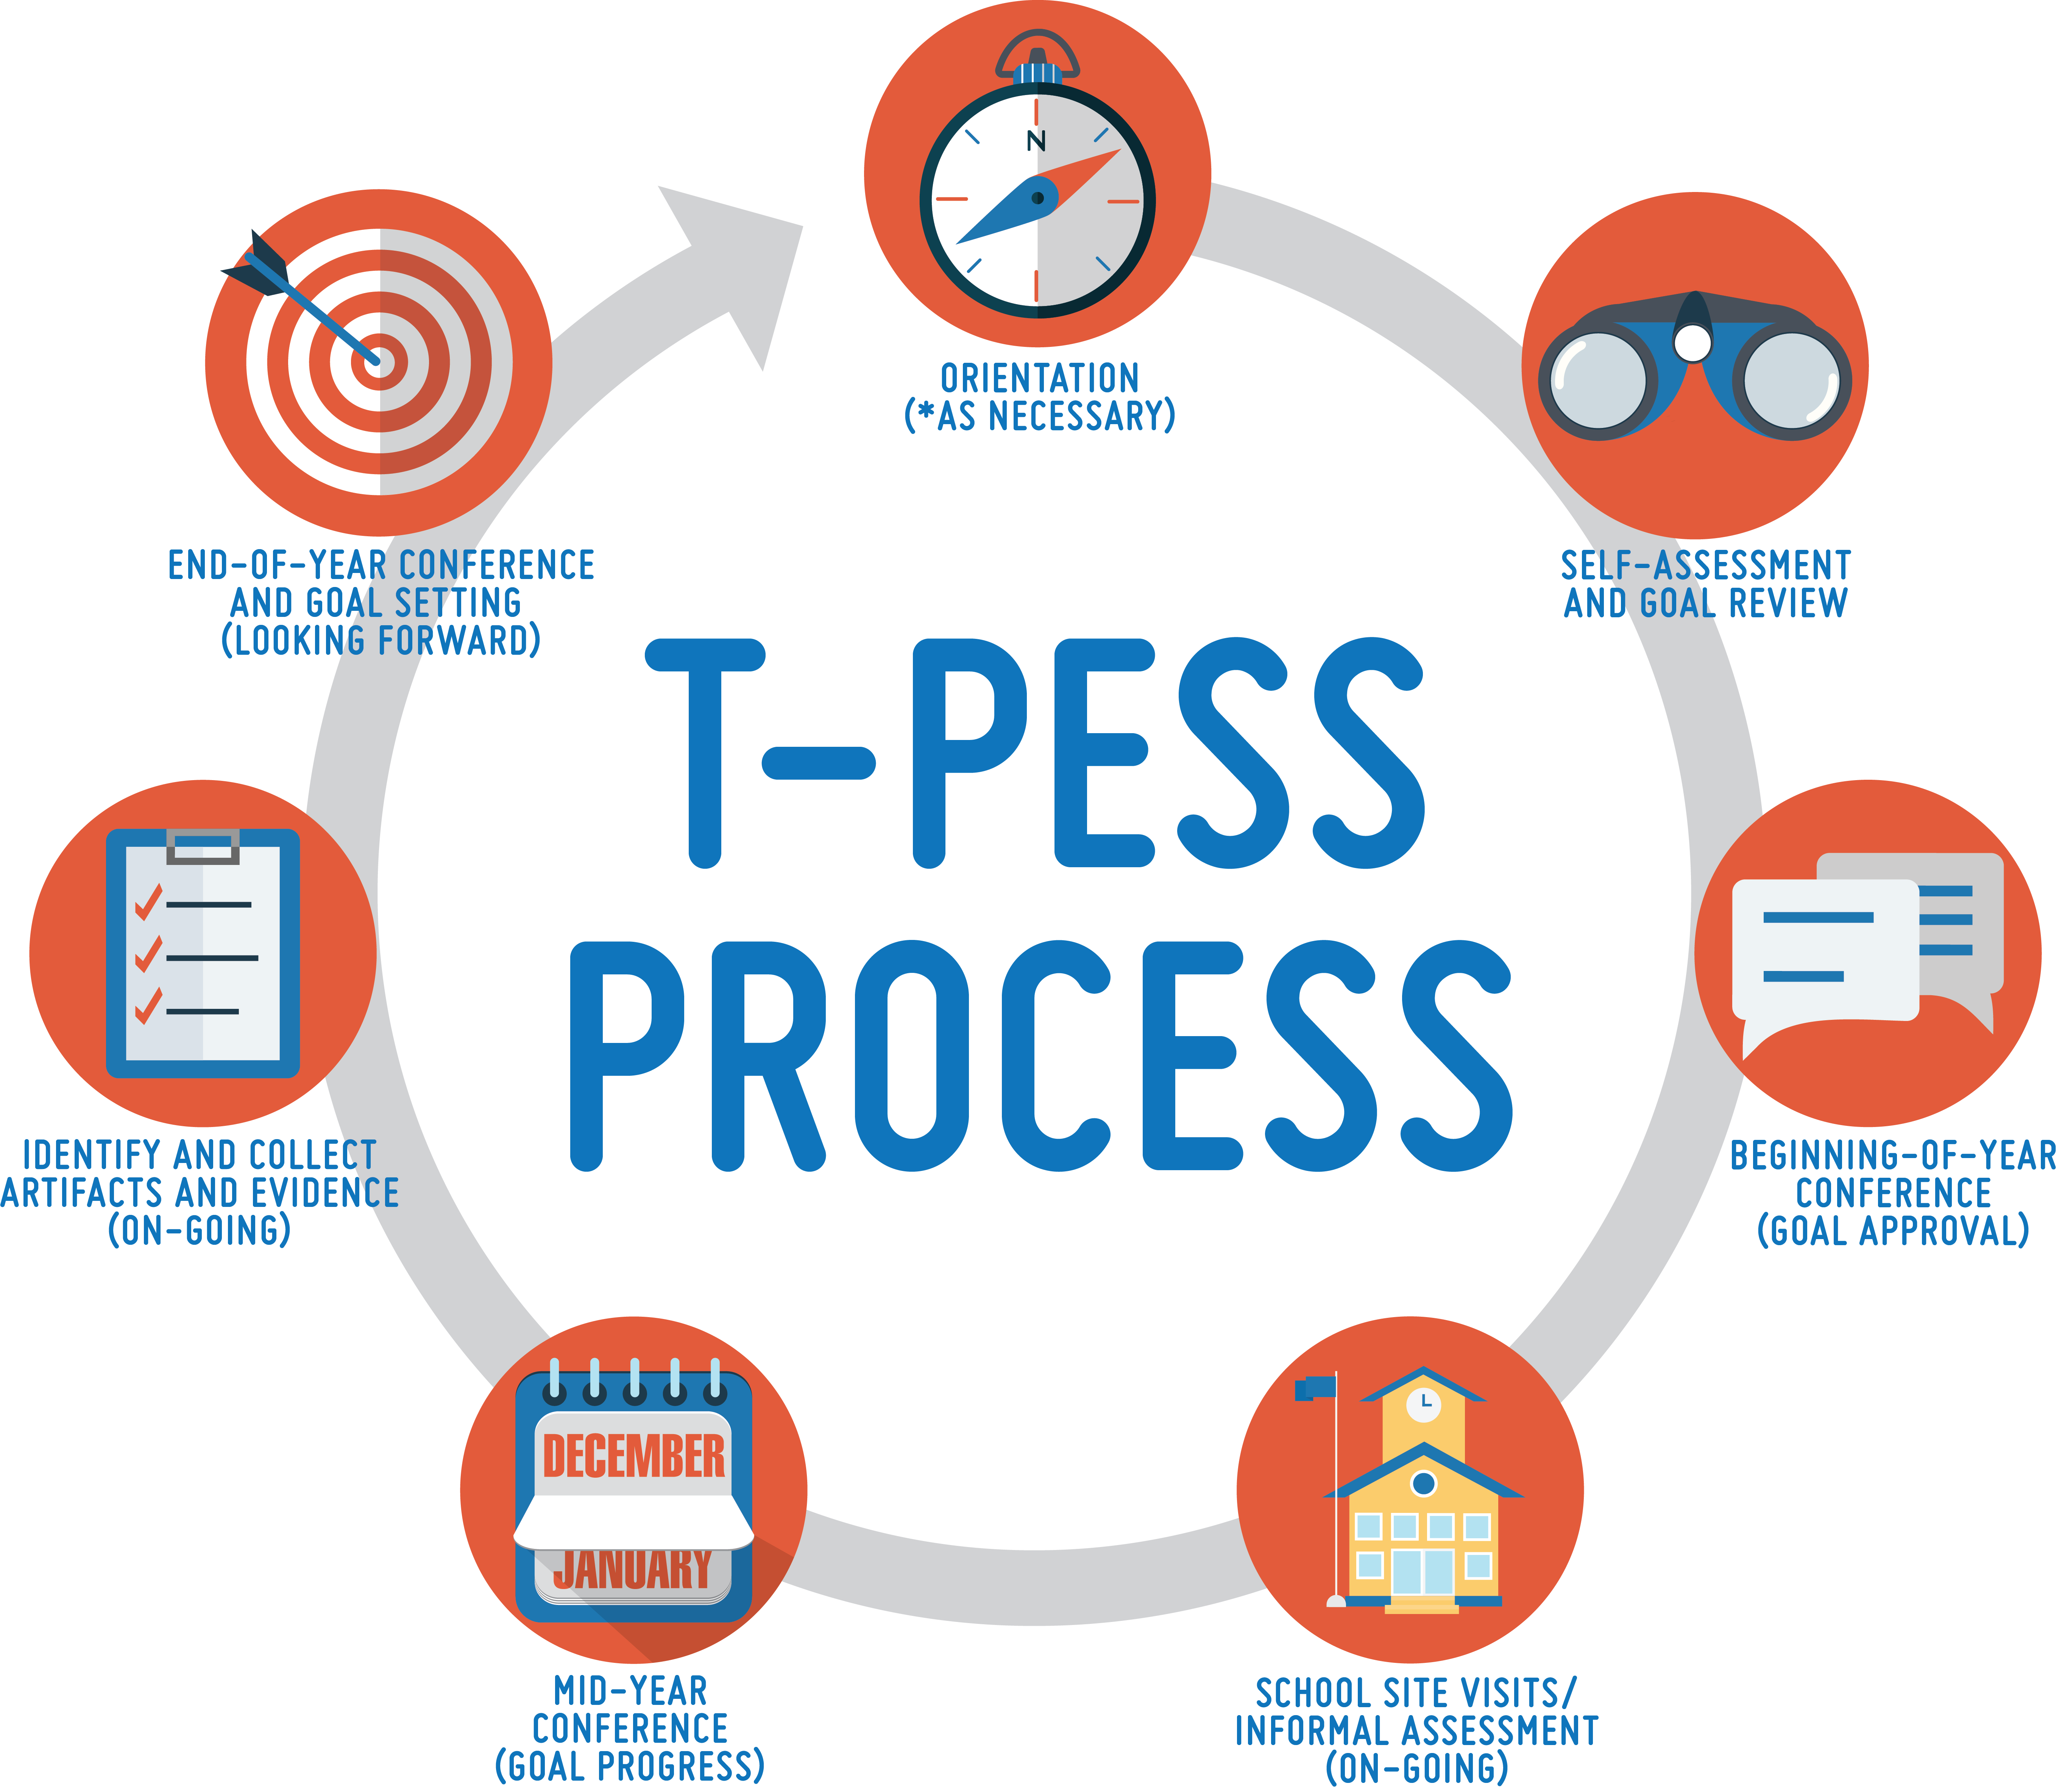 N
ORIENTATION
(*AS NECESSARY)
SELF-ASSESSMENT
AND GOAL REVIEW
BEGINNING-OF-YEAR
CONFERENCE
(GOAL APPROVAL)
SCHOOL SITE VISITS/
INFORMAL ASSESSMENT
(ON-GOING)
DECEMBER
JANUARY
MID-YEAR
CONFERENCE
(GOAL PROGRESS)
IDENTIFY AND COLLECT
ARTIFACTS AND EVIDENCE
(ON-GOING)
END-OF-YEAR CONFERENCE
AND GOAL SETTING
(LOOKING FORWARD)
T-PESS
PROCESS